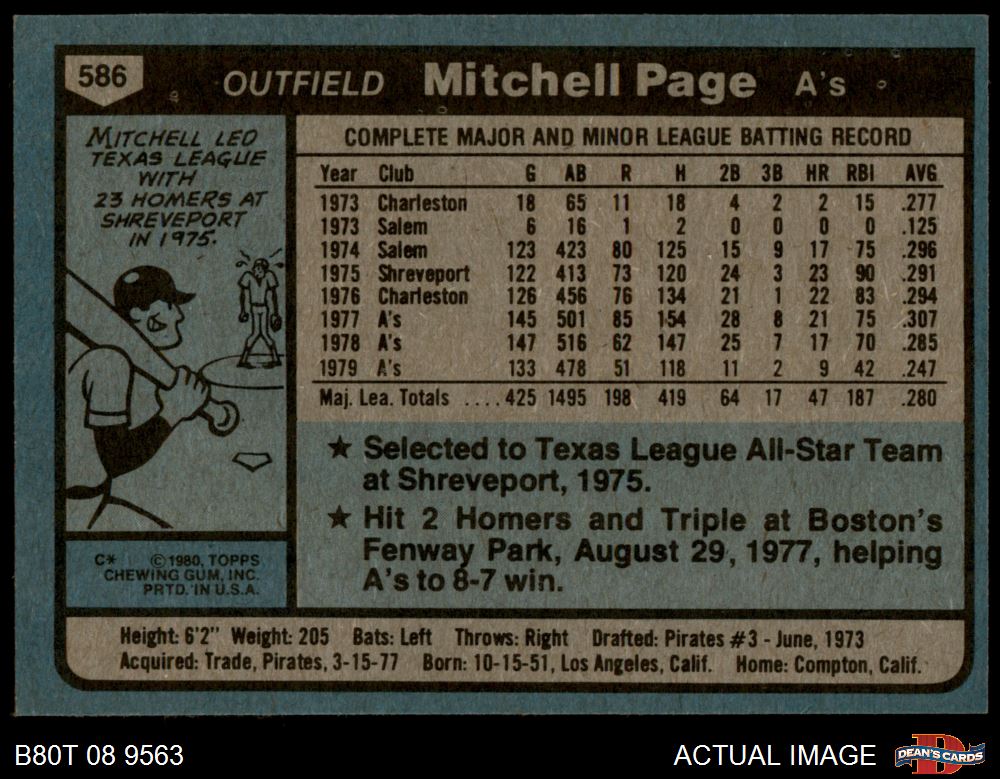 586 OUTFIELD Mitchell Page A's
MITCHELL LED
TEXAS LEAGUE
WITH
23 HOMERS AT
SHREVEPORT
IN 1975.
COMPLETE MAJOR AND MINOR LEAGUE BATTING RECORD
Year Club G AB R H 2B 3B HR RBI AVG
1973 Charleston 18 65 11 18 4 2 2 15 .277
1973 Salem 6 16 1 2 0 0 0 0 .125
1974 Salem 123 423 80 125 15 9 17 75 .296
1975 Shreveport 122 413 73 120 24 3 23 90 .291
1976 Charleston 126 456 76 134 21 1 22 83 .294
1977 A's 145 501 85 154 28 8 21 75 .307
1978 A's 147 516 62 147 25 7 17 70 .285
1979 A's 133 478 51 118 11 2 9 42 .247
Maj. Lea. Totals .... 425 1495 198 419 64 17 47 187 .280
★ Selected to Texas League All-Star Team
at Shreveport, 1975.
★ Hit 2 Homers and Triple at Boston's
Fenway Park, August 29, 1977, helping
A's to 8-7 win.
C* © 1980, TOPPS
CHEWING GUM, INC.
PRTD. IN U.S.A.
Height: 6'2" Weight: 205 Bats: Left Throws: Right Drafted: Pirates #3 - June, 1973
Acquired: Trade, Pirates, 3-15-77 Born: 10-15-51, Los Angeles, Calif. Home: Compton, Calif.
B80T 08 9563 ACTUAL IMAGE DEAN'S CARDS